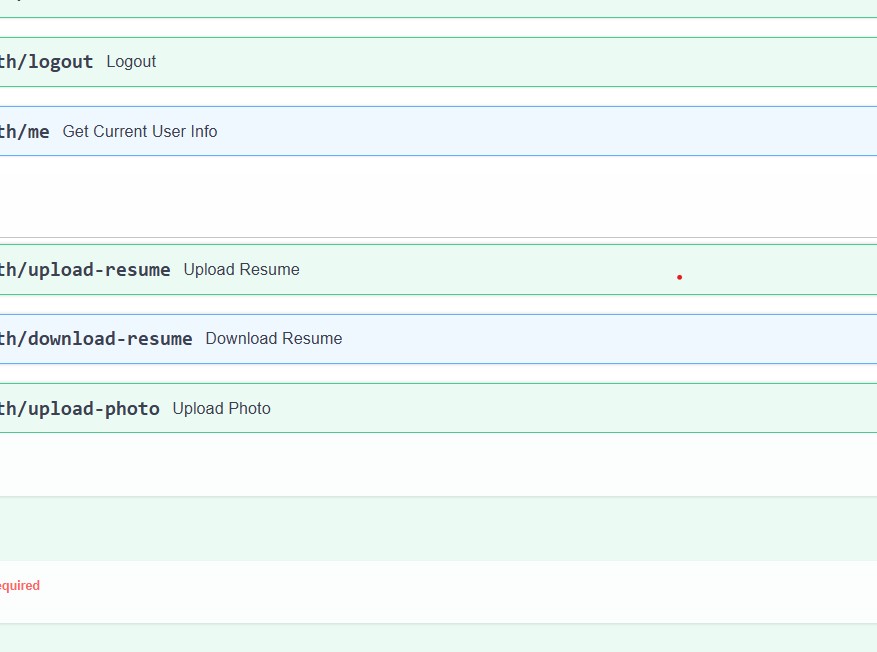 th/logout Logout
th/me Get Current User Info
th/upload-resume Upload Resume
th/download-resume Download Resume
th/upload-photo Upload Photo
equired